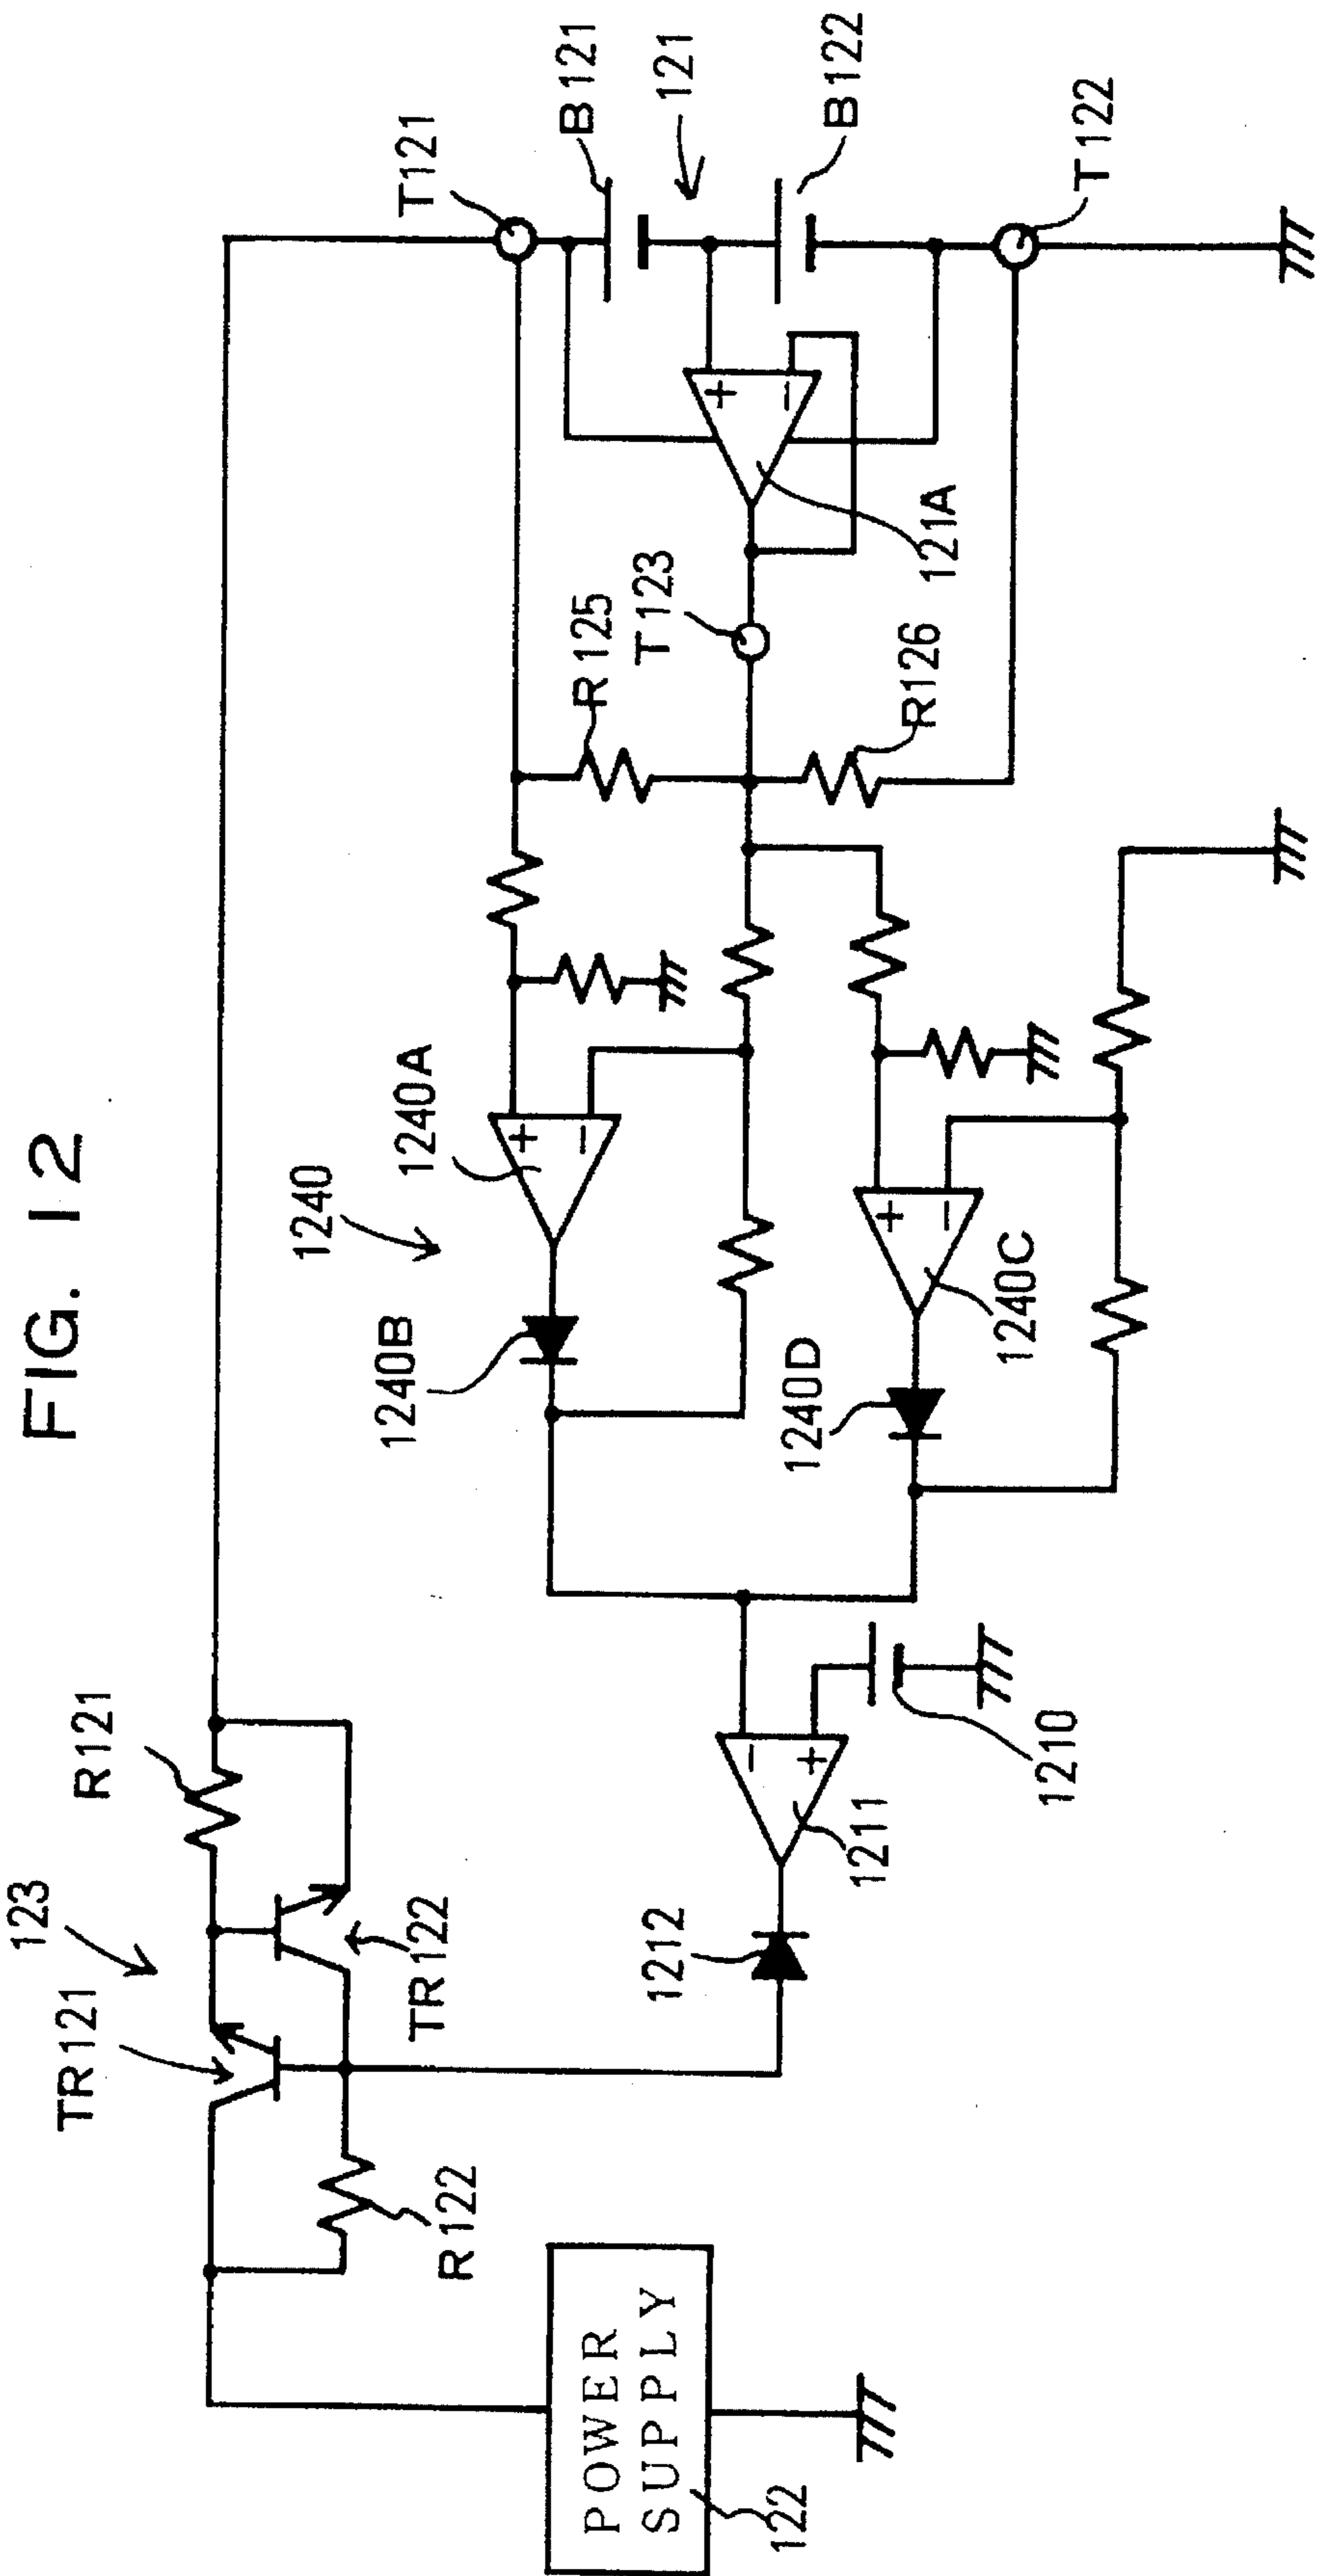 FIG. 12
123
TR121
R121
TR122
R122
POWER
SUPPLY
122
1212
1211
1210
1240
1240B
1240A
1240D
1240C
R125
T123
R126
121A
T121
B121
121
B122
T122
+
−
+
−
+
−
−
+